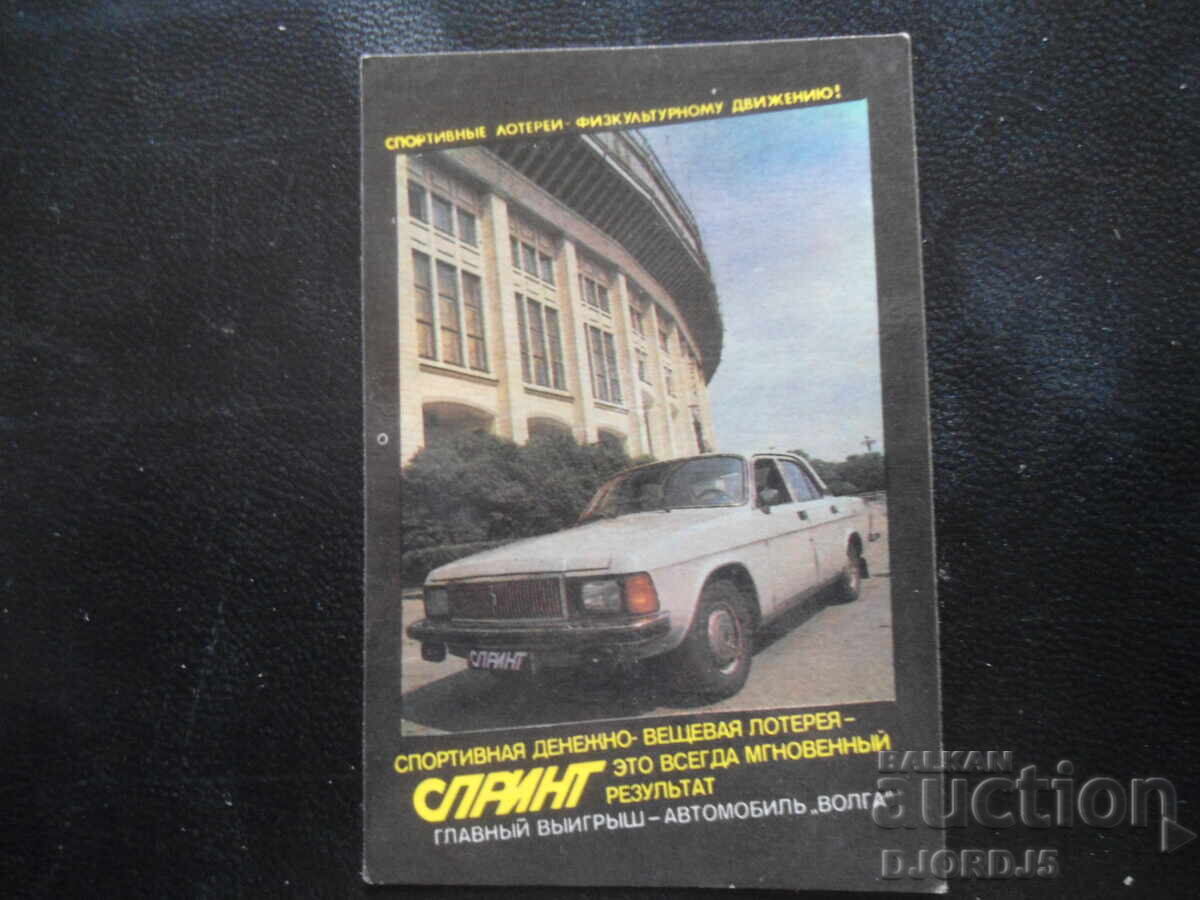 СПОРТИВНЫЕ ЛОТЕРЕИ - ФИЗКУЛЬТУРНОМУ ДВИЖЕНИЮ!
СПРИНТ
СПОРТИВНАЯ ДЕНЕЖНО-ВЕЩЕВАЯ ЛОТЕРЕЯ-
СПРИНТ ЭТО ВСЕГДА МГНОВЕННЫЙ
РЕЗУЛЬТАТ
ГЛАВНЫЙ ВЫИГРЫШ - АВТОМОБИЛЬ „ВОЛГА"
BALKAN
auction
DJORDJ5